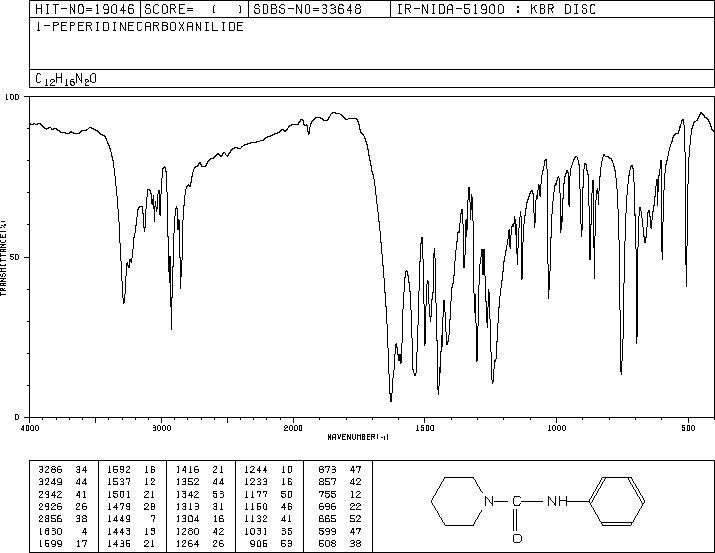 HIT-NO=19046 SCORE= ( ) SDBS-NO=33648 IR-NIDA-51900 : KBR DISC
1-PEPERIDINECARBOXANILIDE
C12H16N2O
100
50
0
TRANSMITTANCE(%)
4000 3000 2000 1500 1000 500
WAVENUMBER(-1)
3286 34 1592 16 1416 21 1244 10 873 47
3249 44 1537 12 1352 44 1233 16 857 42
2942 41 1501 21 1342 53 1177 50 755 12
2926 26 1479 28 1313 31 1150 46 696 22
2856 38 1449 7 1304 16 1132 41 665 52
1630 4 1443 15 1280 42 1031 35 599 47
1599 17 1436 21 1264 26 906 53 508 38
N C NH
O